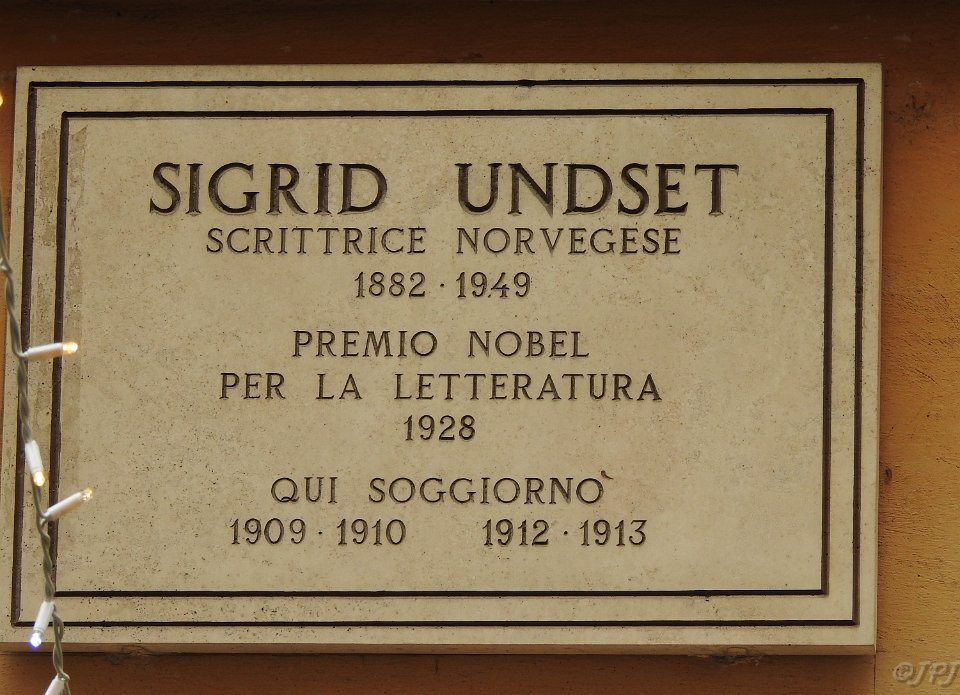 SIGRID UNDSET
SCRITTRICE NORVEGESE
1882 · 1949
PREMIO NOBEL
PER LA LETTERATURA
1928
QUI SOGGIORNÒ
1909 · 1910 1912 · 1913
©JPJ